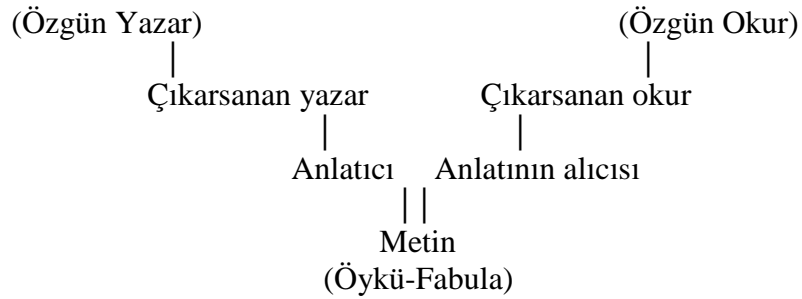 (Özgün Yazar) (Özgün Okur)
Çıkarsanan yazar Çıkarsanan okur
Anlatıcı Anlatının alıcısı
Metin
(Öykü-Fabula)